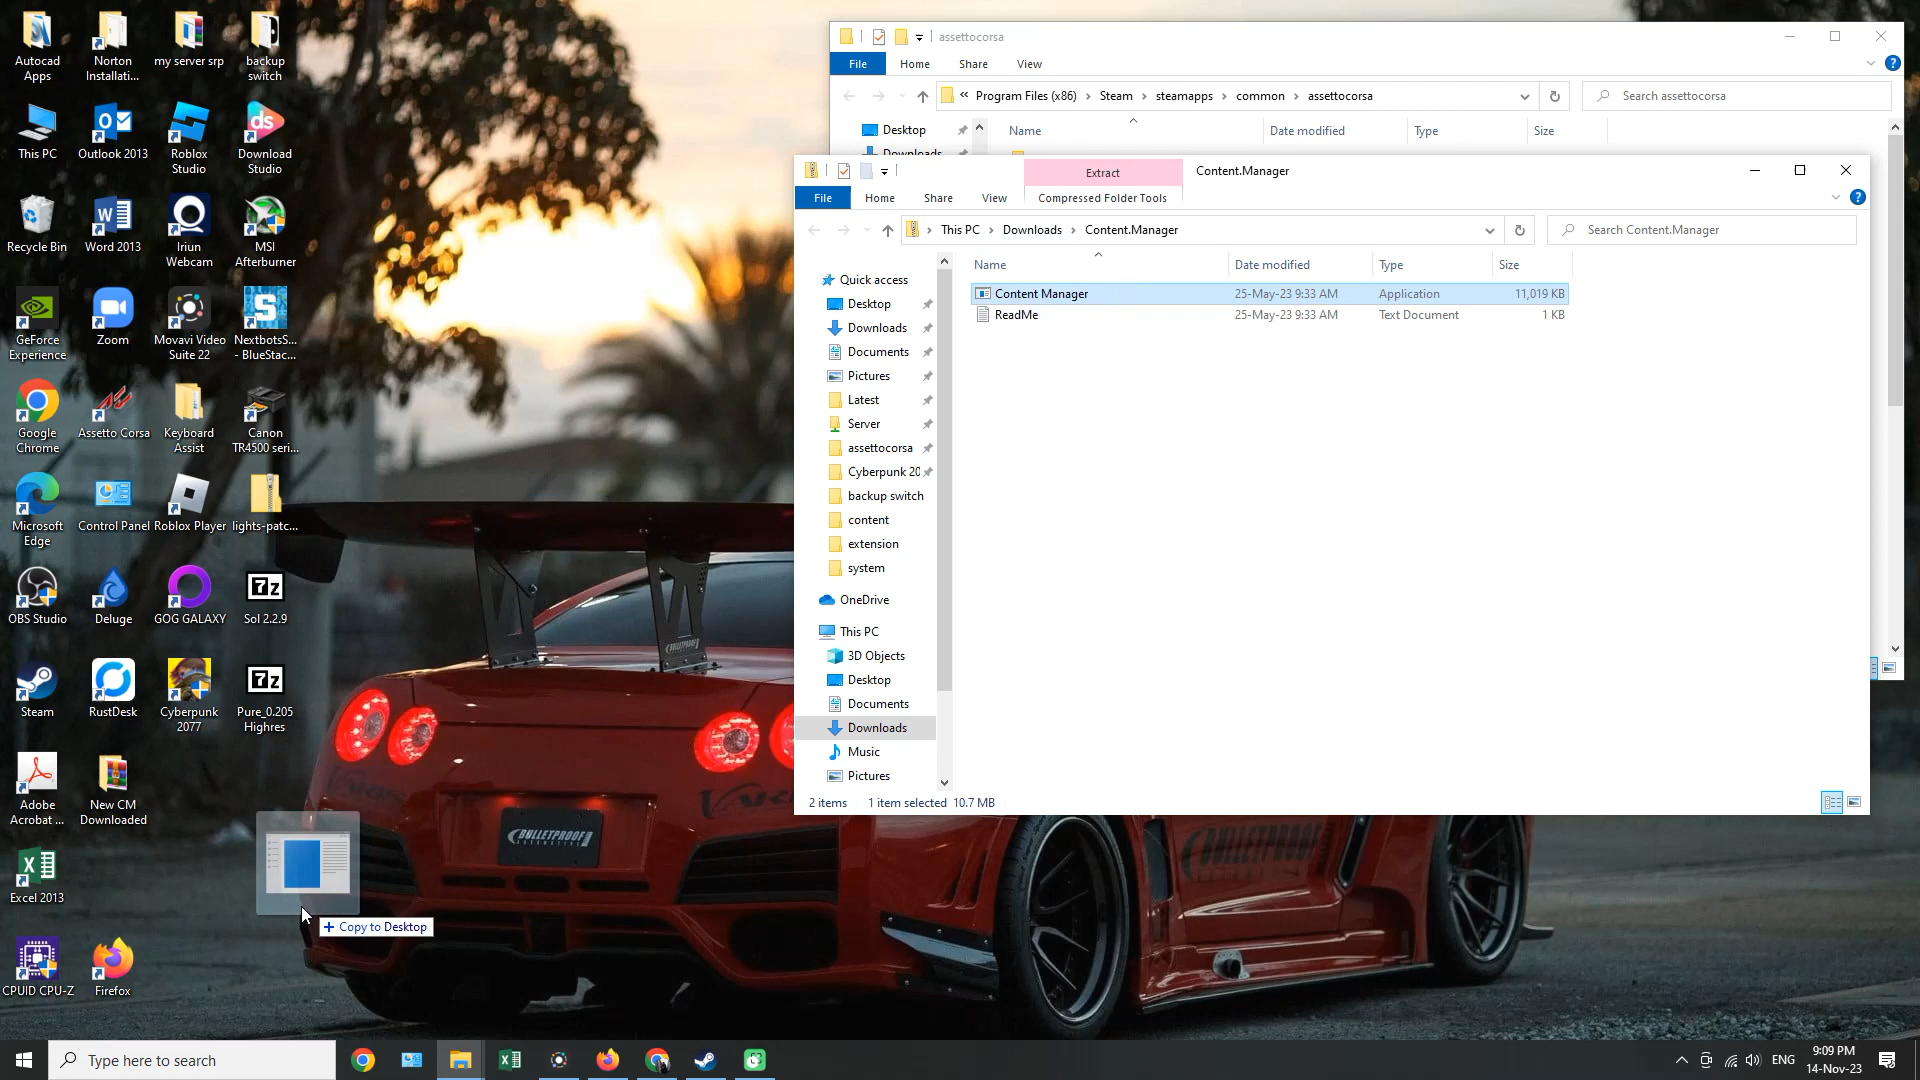 Autocad Apps
Norton Installati...
my server srp
backup switch
This PC
Outlook 2013
Roblox Studio
Download Studio
Recycle Bin
Word 2013
Iriun Webcam
MSI Afterburner
GeForce Experience
Zoom
Movavi Video Suite 22
NextbotsS... - BlueStac...
Google Chrome
Assetto Corsa
Keyboard Assist
Canon TR4500 seri...
Microsoft Edge
Control Panel
Roblox Player
lights-patc...
OBS Studio
Deluge
GOG GALAXY
Sol 2.2.9
Steam
RustDesk
Cyberpunk 2077
Pure_0.205 Highres
Adobe Acrobat ...
New CM Downloaded
Excel 2013
CPUID CPU-Z
Firefox
+ Copy to Desktop
BULLETPROOF
assettocorsa
File Home Share View
« Program Files (x86) › Steam › steamapps › common › assettocorsa
Search assettocorsa
Desktop
Downloads
Name Date modified Type Size
Extract
Content.Manager
File Home Share View Compressed Folder Tools
› This PC › Downloads › Content.Manager
Search Content.Manager
Name Date modified Type Size
Content Manager 25-May-23 9:33 AM Application 11,019 KB
ReadMe 25-May-23 9:33 AM Text Document 1 KB
Quick access
Desktop
Downloads
Documents
Pictures
Latest
Server
assettocorsa
Cyberpunk 20
backup switch
content
extension
system
OneDrive
This PC
3D Objects
Desktop
Documents
Downloads
Music
Pictures
2 items 1 item selected 10.7 MB
Type here to search
ENG
9:09 PM
14-Nov-23